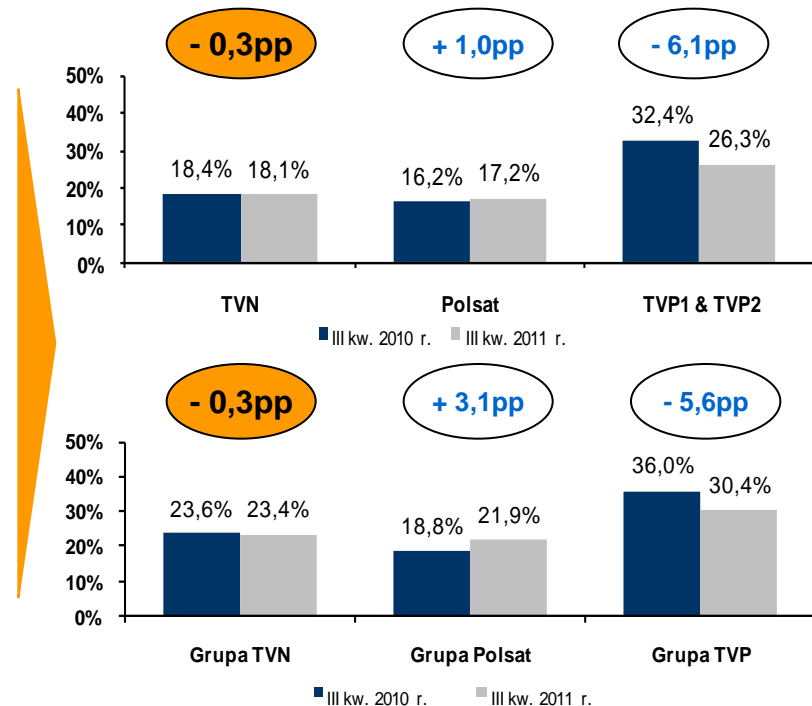 - 0,3pp + 1,0pp - 6,1pp
50%
40%
30%
20%
10%
0%
18,4% 18,1% 16,2% 17,2% 32,4% 26,3%
TVN Polsat TVP1 & TVP2
III kw. 2010 r. III kw. 2011 r.
- 0,3pp + 3,1pp - 5,6pp
50%
40%
30%
20%
10%
0%
23,6% 23,4% 18,8% 21,9% 36,0% 30,4%
Grupa TVN Grupa Polsat Grupa TVP
III kw. 2010 r. III kw. 2011 r.